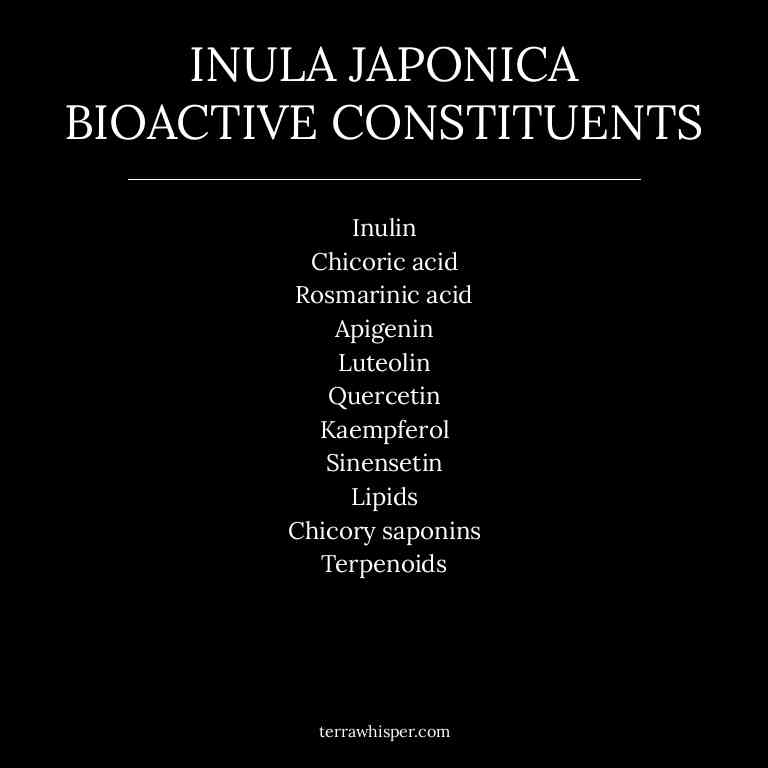 INULA JAPONICA
BIOACTIVE CONSTITUENTS
Inulin
Chicoric acid
Rosmarinic acid
Apigenin
Luteolin
Quercetin
Kaempferol
Sinensetin
Lipids
Chicory saponins
Terpenoids
terrawhisper.com